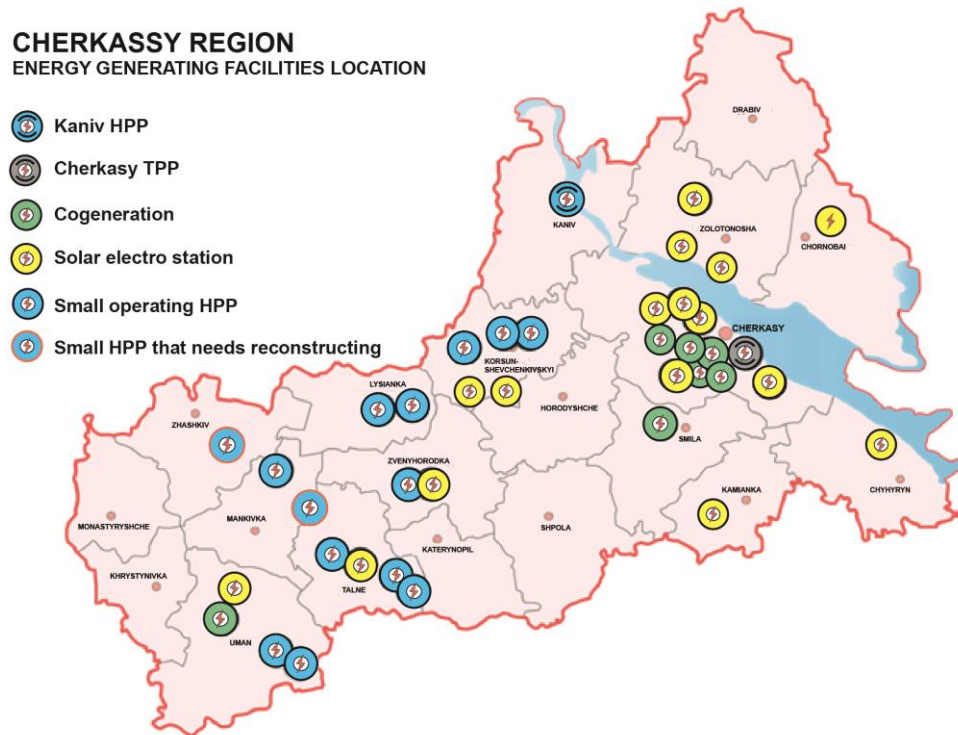 CHERKASSY REGION
ENERGY GENERATING FACILITIES LOCATION
Kaniv HPP
Cherkasy TPP
Cogeneration
Solar electro station
Small operating HPP
Small HPP that needs reconstructing
DRABIV
KANIV
ZOLOTONOSHA
CHORNOBAI
CHERKASY
KORSUN-
SHEVCHENKIVSKYI
LYSIANKA
HORODYSHCHE
ZHASHKIV
SMILA
ZVENYHORODKA
CHYHYRYN
KAMIANKA
MONASTYRYSHCHE
MANKIVKA
SHPOLA
KATERYNOPIL
KHRYSTYNIVKA
TALNE
UMAN